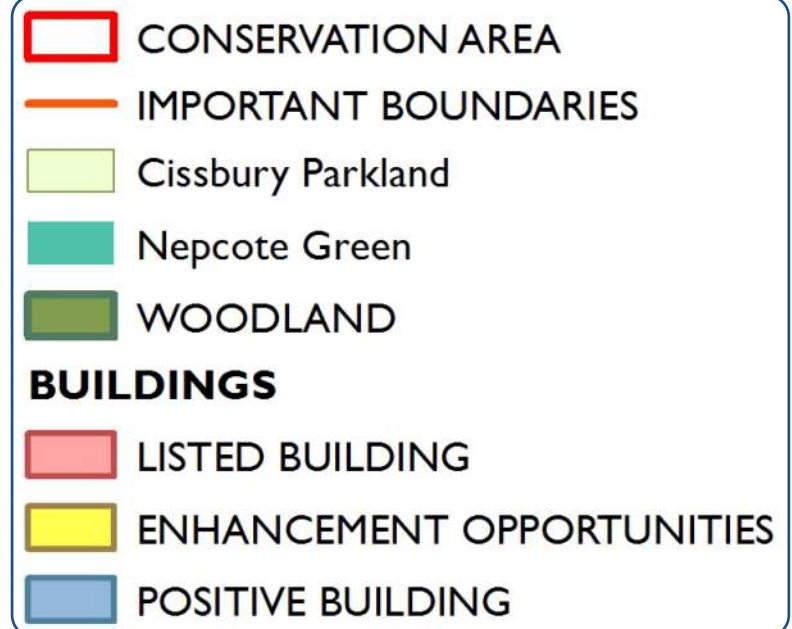 CONSERVATION AREA
IMPORTANT BOUNDARIES
Cissbury Parkland
Nepcote Green
WOODLAND
BUILDINGS
LISTED BUILDING
ENHANCEMENT OPPORTUNITIES
POSITIVE BUILDING